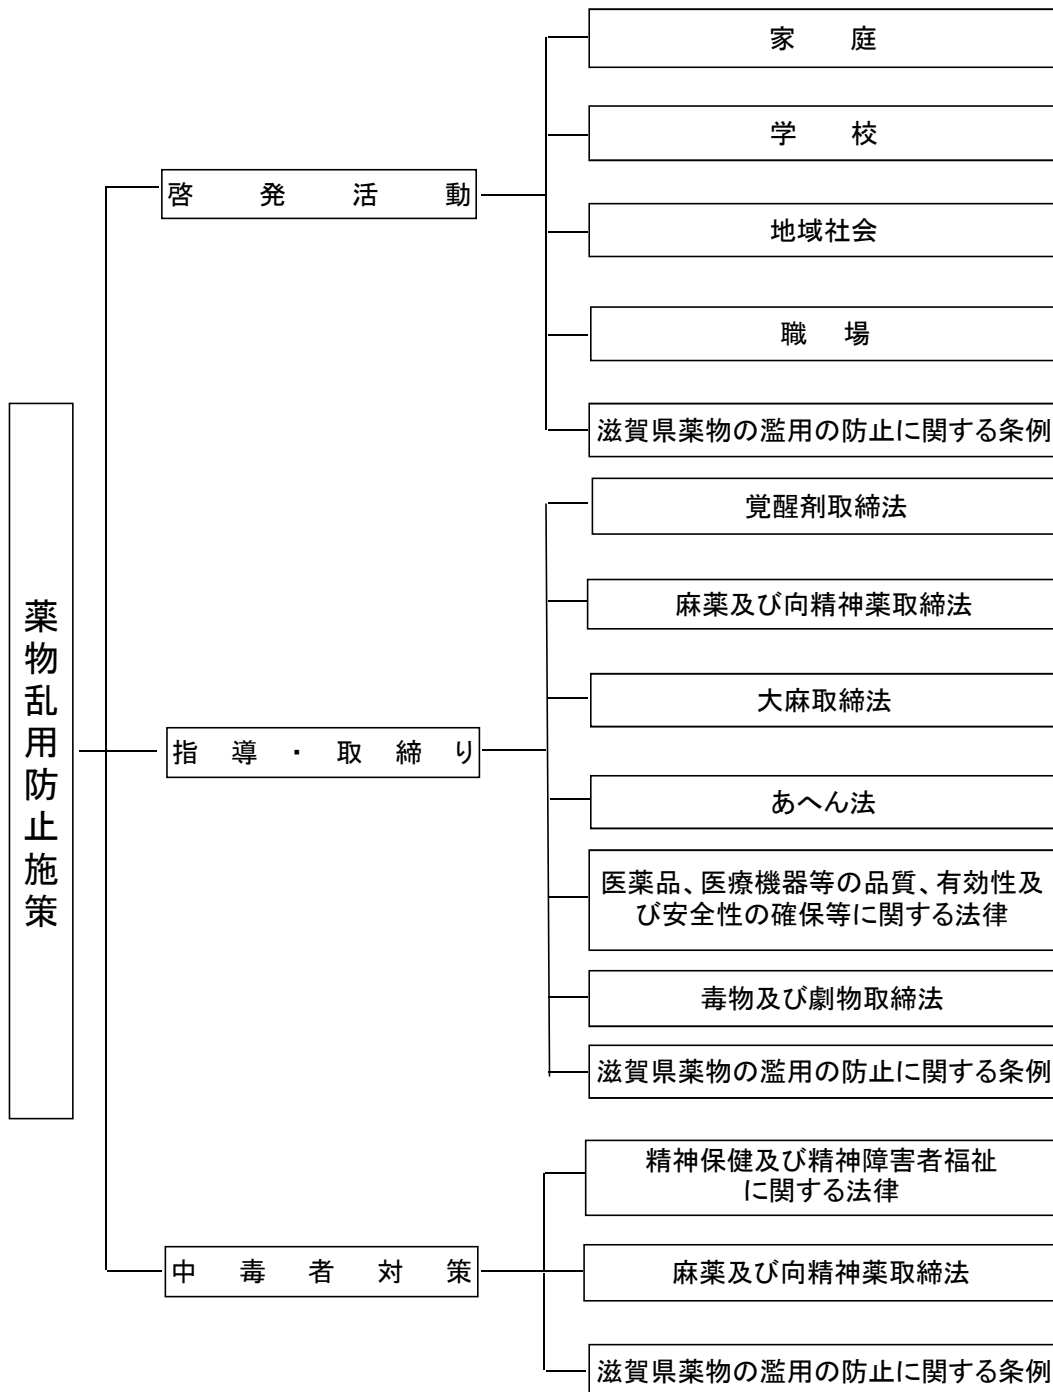 薬物乱用防止施策
啓発活動
家庭
学校
地域社会
職場
滋賀県薬物の濫用の防止に関する条例
指導・取締り
覚醒剤取締法
麻薬及び向精神薬取締法
大麻取締法
あへん法
医薬品、医療機器等の品質、有効性及
び安全性の確保等に関する法律
毒物及び劇物取締法
滋賀県薬物の濫用の防止に関する条例
中毒者対策
精神保健及び精神障害者福祉
に関する法律
麻薬及び向精神薬取締法
滋賀県薬物の濫用の防止に関する条例